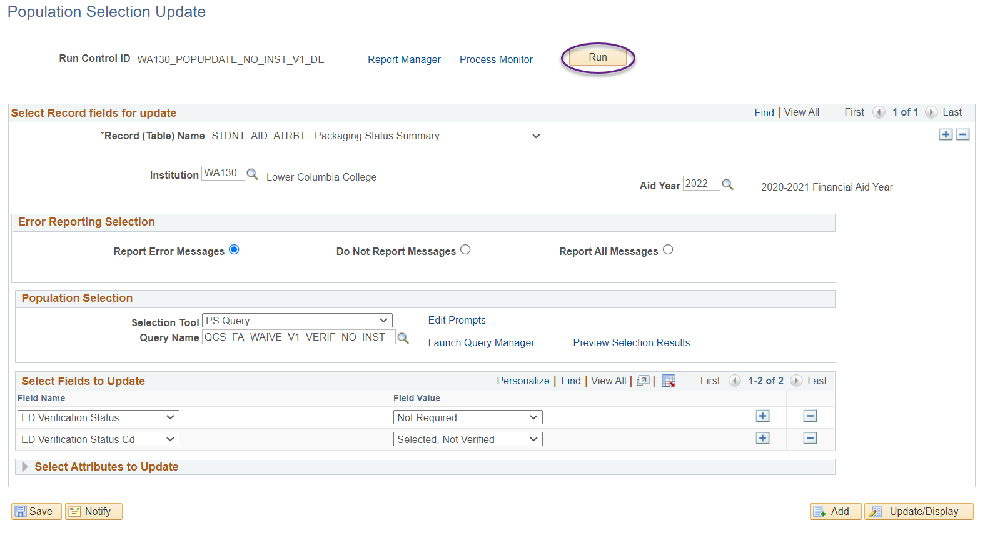 Population Selection Update
Run Control ID WA130_POPUPDATE_NO_INST_V1_DE Report Manager Process Monitor Run
Select Record fields for update Find | View All First 1 of 1 Last
*Record (Table) Name STDNT_AID_ATRBT - Packaging Status Summary
Institution WA130 Lower Columbia College
Aid Year 2022 2020-2021 Financial Aid Year
Error Reporting Selection
Report Error Messages Do Not Report Messages Report All Messages
Population Selection
Selection Tool PS Query Edit Prompts
Query Name QCS_FA_WAIVE_V1_VERIF_NO_INST
Launch Query Manager Preview Selection Results
Select Fields to Update Personalize | Find | View All | | First 1-2 of 2 Last
Field Name Field Value
ED Verification Status Not Required
ED Verification Status Cd Selected, Not Verified
Select Attributes to Update
Save Notify Add Update/Display